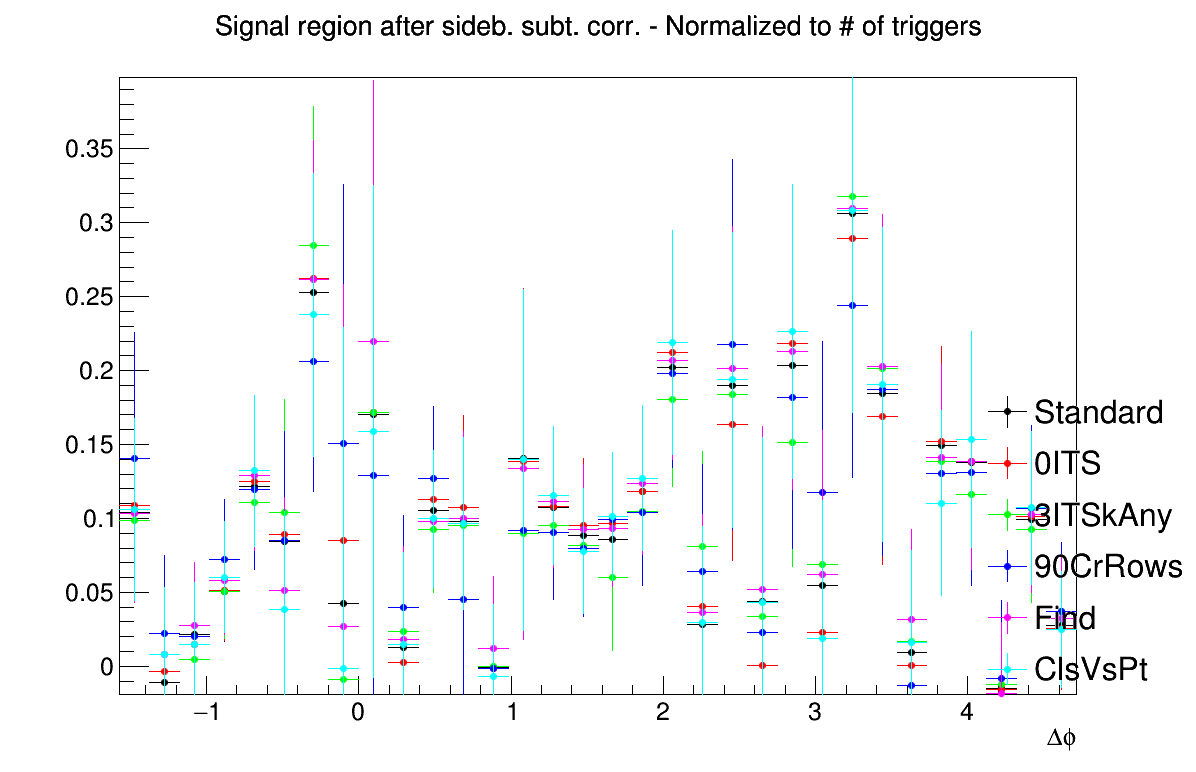 Signal region after sideb. subt. corr. - Normalized to # of triggers
0.35
0.3
0.25
0.2
0.15
0.1
0.05
0
−1 0 1 2 3 4
Δϕ
Standard
0ITS
3ITSkAny
90CrRows
Find
ClsVsPt